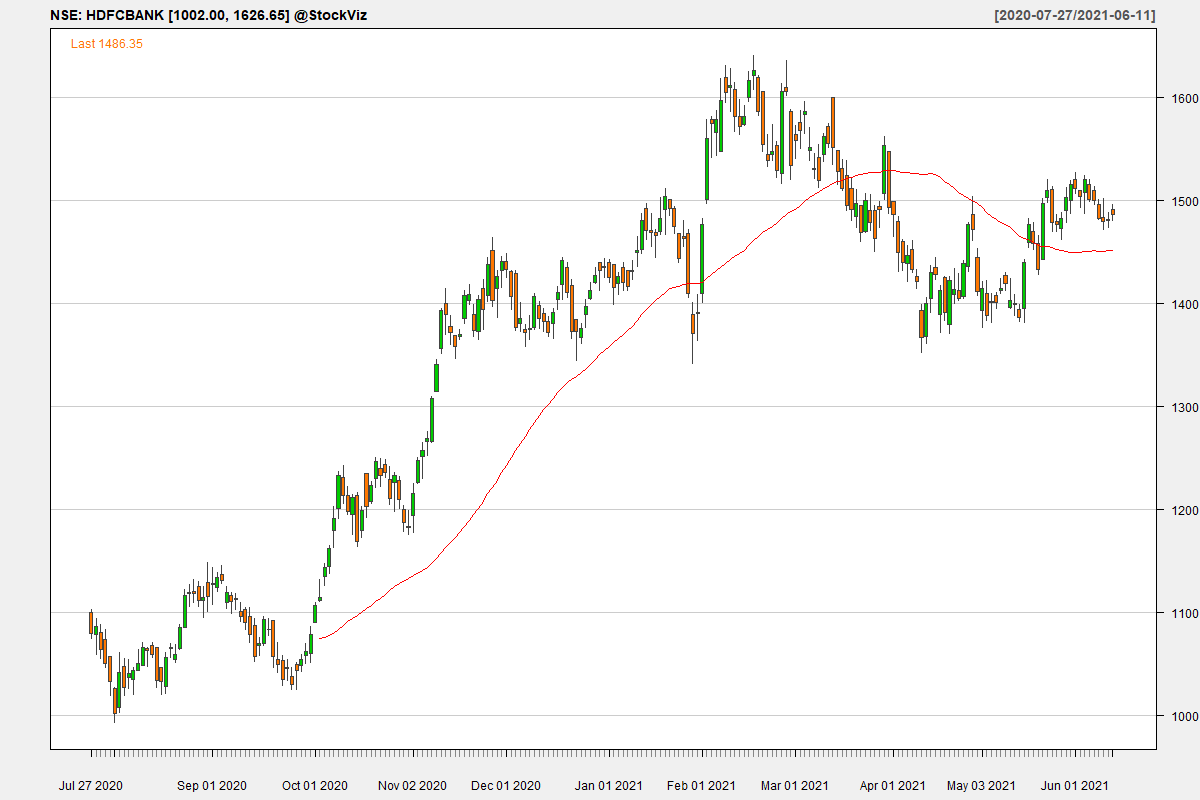 NSE: HDFCBANK [1002.00, 1626.65] @StockViz [2020-07-27/2021-06-11]
Last 1486.35
1600
1500
1400
1300
1200
1100
1000
Jul 27 2020 Sep 01 2020 Oct 01 2020 Nov 02 2020 Dec 01 2020 Jan 01 2021 Feb 01 2021 Mar 01 2021 Apr 01 2021 May 03 2021 Jun 01 2021